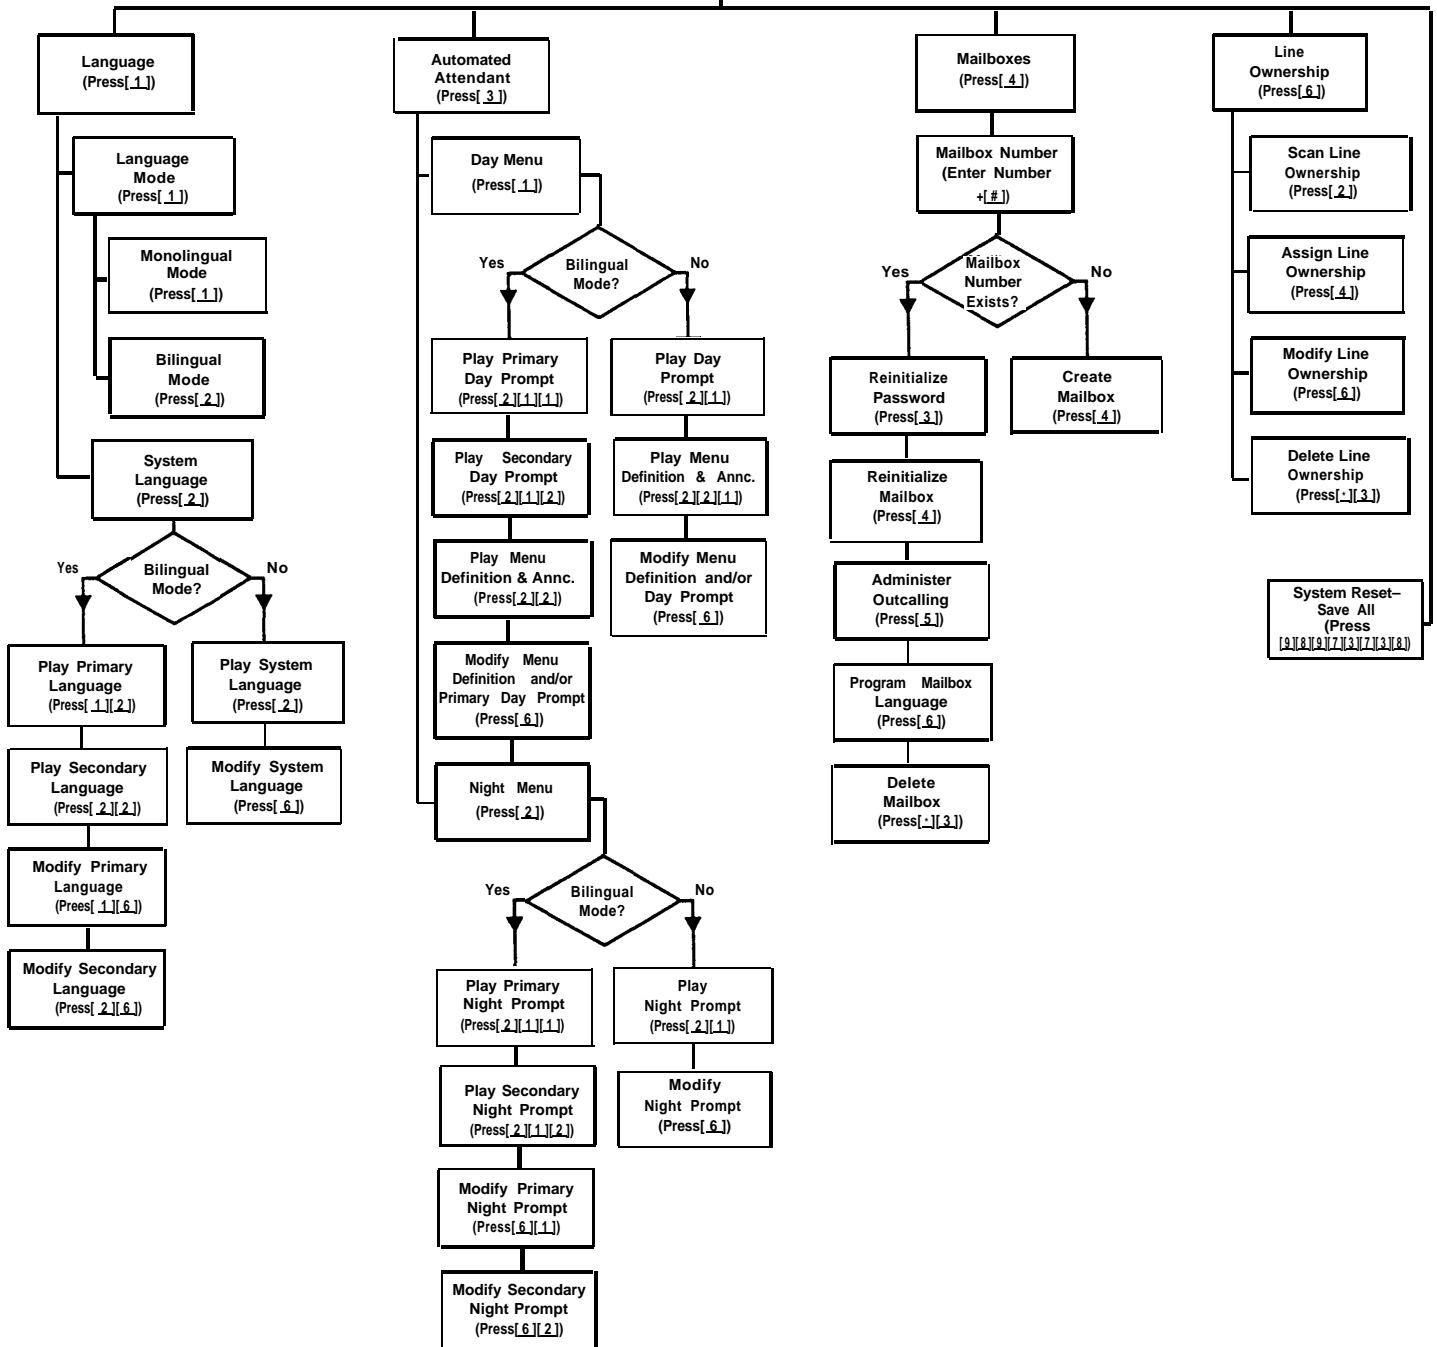 Language
(Press[ 1 ])
Language
Mode
(Press[ 1 ])
Monolingual
Mode
(Press[ 1 ])
Bilingual
Mode
(Press[ 2 ])
System
Language
(Press[ 2 ])
Yes
Bilingual
Mode?
No
Play Primary
Language
(Press[ 1 ][ 2 ])
Play Secondary
Language
(Press[ 2 ][ 2 ])
Modify Primary
Language
(Prees[ 1 ][ 6 ])
Modify Secondary
Language
(Press[ 2 ][ 6 ])
Play System
Language
(Press[ 2 ])
Modify System
Language
(Press[ 6 ])
Automated
Attendant
(Press[ 3 ])
Day Menu
(Press[ 1 ])
Yes
Bilingual
Mode?
No
Play Primary
Day Prompt
(Press[ 2 ][ 1 ][ 1 ])
Play Secondary
Day Prompt
(Press[ 2 ][ 1 ][ 2 ])
Play Menu
Definition & Annc.
(Press[ 2 ][ 2 ])
Modify Menu
Definition and/or
Primary Day Prompt
(Press[ 6 ])
Play Day
Prompt
(Press[ 2 ][ 1 ])
Play Menu
Definition & Annc.
(Press[ 2 ][ 2 ][ 1 ])
Modify Menu
Definition and/or
Day Prompt
(Press[ 6 ])
Night Menu
(Press[ 2 ])
Yes
Bilingual
Mode?
No
Play Primary
Night Prompt
(Press[ 2 ][ 1 ][ 1 ])
Play Secondary
Night Prompt
(Press[ 2 ][ 1 ][ 2 ])
Modify Primary
Night Prompt
(Press[ 6 ][ 1 ])
Modify Secondary
Night Prompt
(Press[ 6 ][ 2 ])
Play
Night Prompt
(Press[ 2 ][ 1 ])
Modify
Night Prompt
(Press[ 6 ])
Mailboxes
(Press[ 4 ])
Mailbox Number
(Enter Number
+[ # ])
Yes
Mailbox
Number
Exists?
No
Reinitialize
Password
(Press[ 3 ])
Reinitialize
Mailbox
(Press[ 4 ])
Administer
Outcalling
(Press[ 5 ])
Program Mailbox
Language
(Press[ 6 ])
Delete
Mailbox
(Press[ * ][ 3 ])
Create
Mailbox
(Press[ 4 ])
Line
Ownership
(Press[ 6 ])
Scan Line
Ownership
(Press[ 2 ])
Assign Line
Ownership
(Press[ 4 ])
Modify Line
Ownership
(Press[ 6 ])
Delete Line
Ownership
(Press[ * ][ 3 ])
System Reset–
Save All
(Press
[ 9 ][ 8 ][ 9 ][ 7 ][ 3 ][ 7 ][ 3 ][ 8 ])